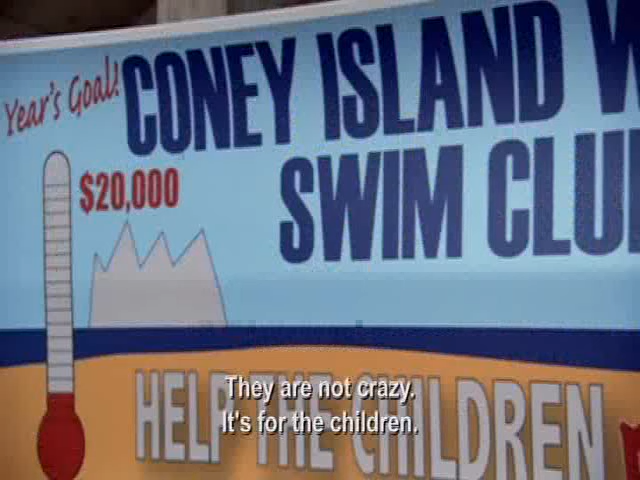 Year's Goal!
CONEY ISLAND W
$20,000
SWIM CLU
HELP THE CHILDREN
They are not crazy.
It's for the children.